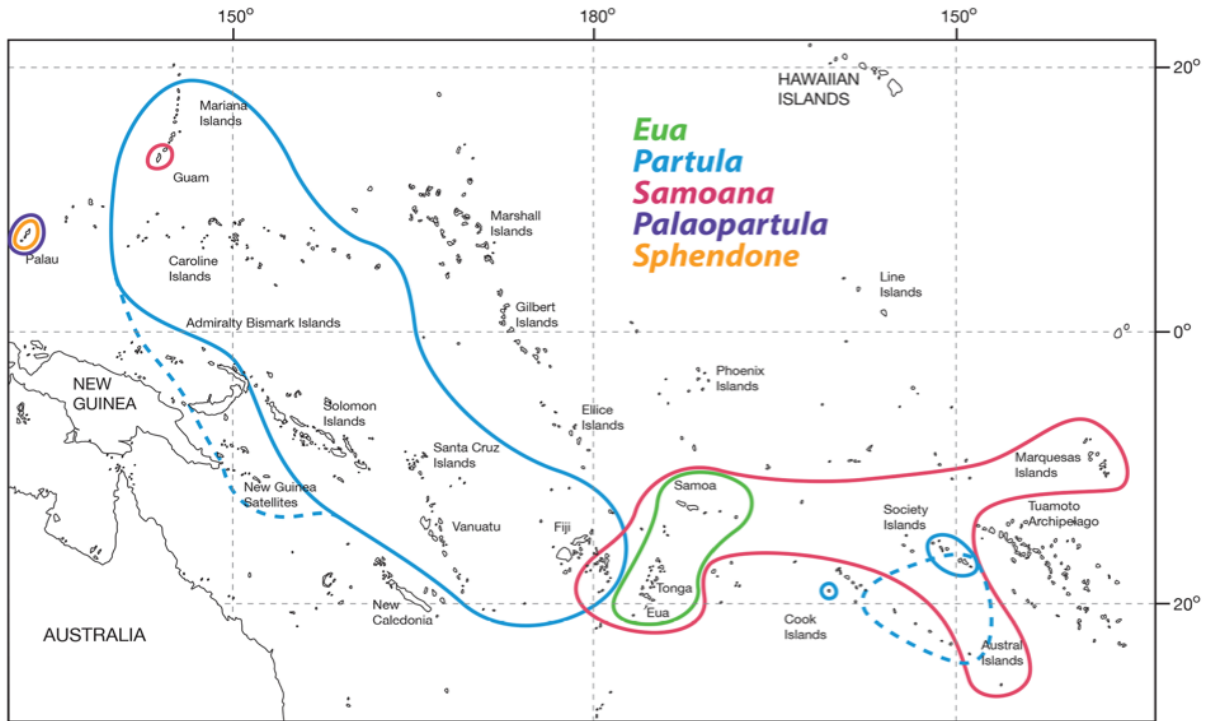 150°
180°
150°
20°
HAWAIIAN
ISLANDS
Mariana
Islands
Eua
Partula
Samoana
Palaopartula
Sphendone
Guam
Marshall
Islands
Palau
Caroline
Islands
Line
Islands
Gilbert
Islands
Admiralty Bismark Islands
0°
NEW
GUINEA
Phoenix
Islands
Solomon
Islands
Ellice
Islands
Santa Cruz
Islands
Marquesas
Islands
New Guinea
Satellites
Samoa
Society
Islands
Tuamoto
Archipelago
Vanuatu
Fiji
Tonga
Eua
20°
New
Caledonia
Cook
Islands
AUSTRALIA
Austral
Islands